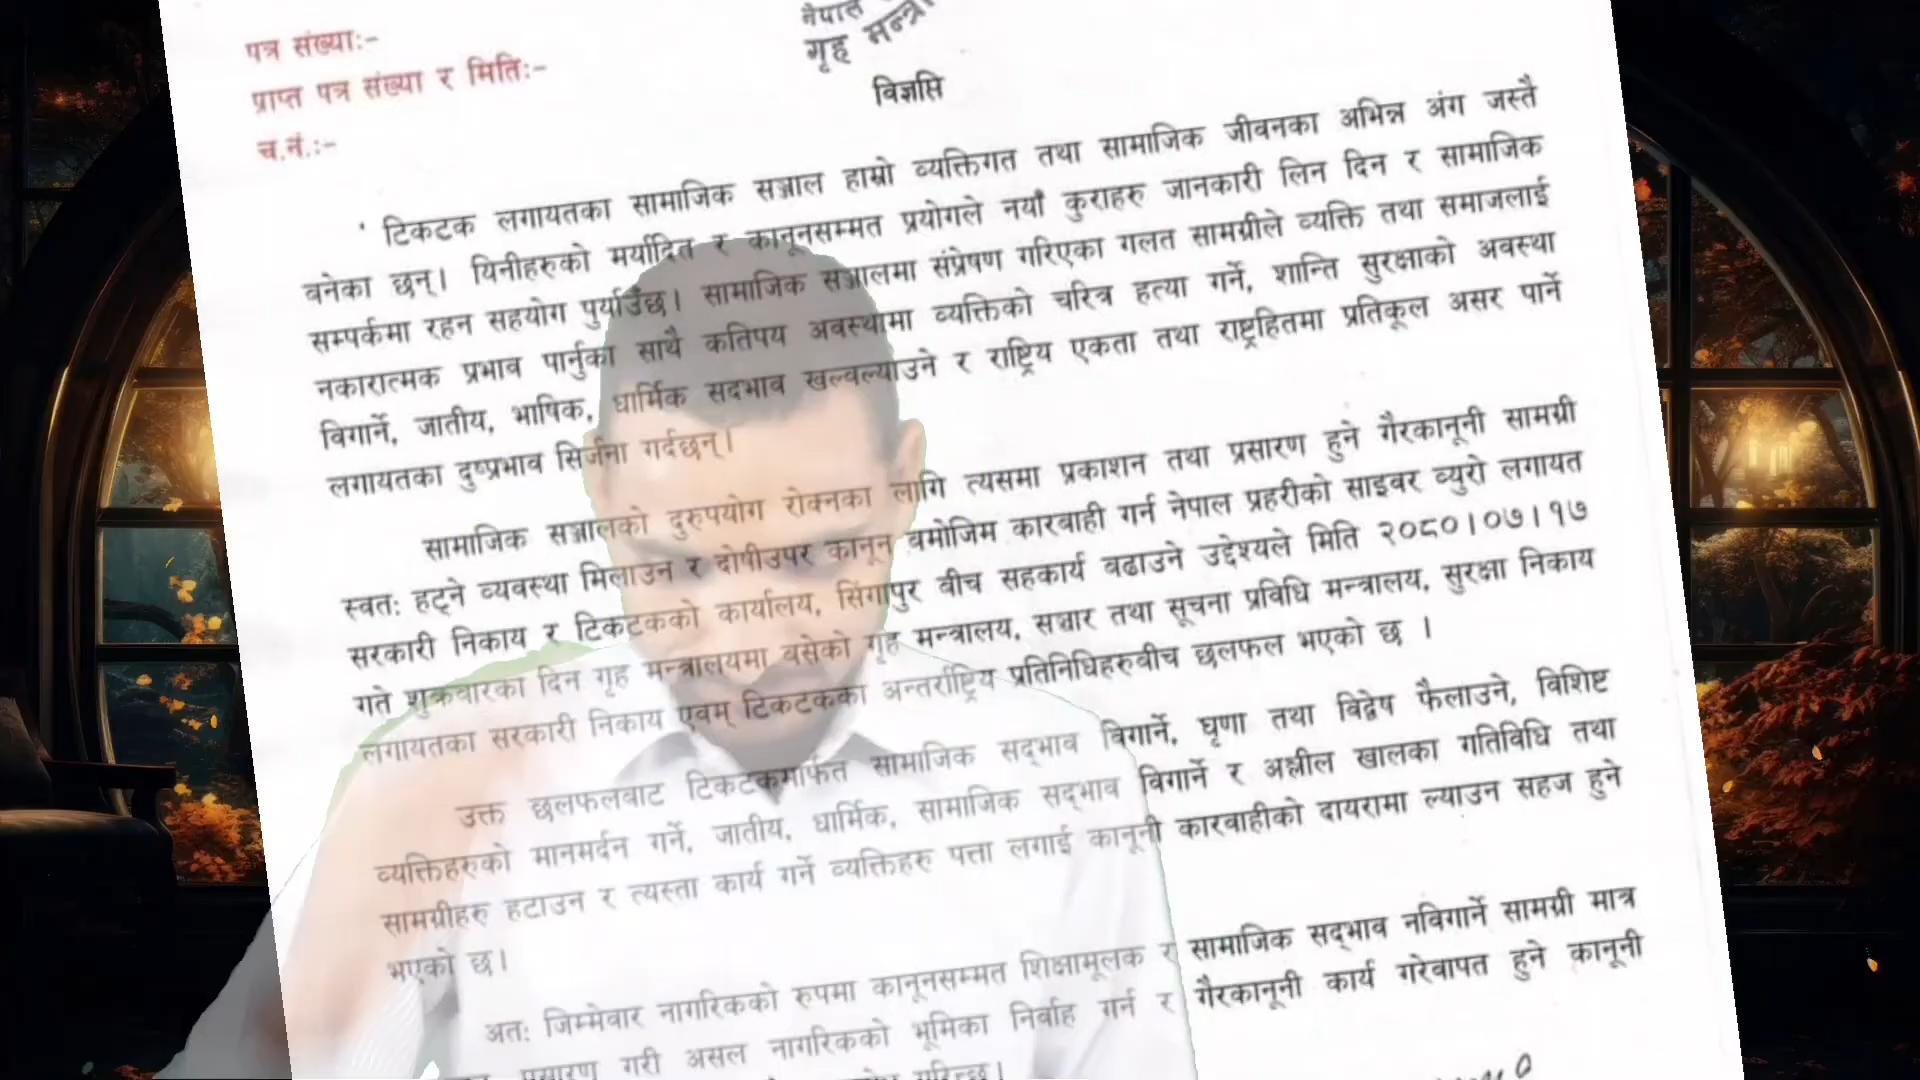 नेपाल
गृह मन्त्रा
पत्र संख्याः-
प्राप्त पत्र संख्या र मितिः-
च.नं.:-
विज्ञप्ति
टिकटक लगायतका सामाजिक सञ्जाल हाम्रो व्यक्तिगत तथा सामाजिक जीवनका अभिन्न अंग जस्तै
बनेका छन्। यिनीहरुको मर्यादित र कानूनसम्मत प्रयोगले नयाँ कुराहरु जानकारी लिन दिन र सामाजिक
सम्पर्कमा रहन सहयोग पुर्याउँछ। सामाजिक सञ्जालमा संप्रेषण गरिएका गलत सामग्रीले व्यक्ति तथा समाजलाई
नकारात्मक प्रभाव पार्नुका साथै कतिपय अवस्थामा व्यक्तिको चरित्र हत्या गर्ने, शान्ति सुरक्षाको अवस्था
विगार्ने, जातीय, भाषिक, धार्मिक सदभाव खल्वल्याउने र राष्ट्रिय एकता तथा राष्ट्रहितमा प्रतिकूल असर पार्ने
लगायतका दुष्प्रभाव सिर्जना गर्दछन्।
सामाजिक सञ्जालको दुरुपयोग रोक्नका लागि त्यसमा प्रकाशन तथा प्रसारण हुने गैरकानूनी सामग्री
स्वतः हट्ने व्यवस्था मिलाउन र दोषीउपर कानून वमोजिम कारबाही गर्न नेपाल प्रहरीको साइवर व्युरो लगायत
सरकारी निकाय र टिकटकको कार्यालय, सिंगापुर बीच सहकार्य बढाउने उद्देश्यले मिति २०८०।०७।१७
गते शुक्रवारका दिन गृह मन्त्रालयमा बसेको गृह मन्त्रालय, सञ्चार तथा सूचना प्रविधि मन्त्रालय, सुरक्षा निकाय
लगायतका सरकारी निकाय एवम् टिकटकका अन्तर्राष्ट्रिय प्रतिनिधिहरुबीच छलफल भएको छ ।
उक्त छलफलबाट टिकटकमार्फत सामाजिक सद्‌भाव विगार्ने, घृणा तथा विद्वेष फैलाउने, विशिष्ट
व्यक्तिहरुको मानमर्दन गर्ने, जातीय, धार्मिक, सामाजिक सद्‌भाव विगार्ने र अश्लील खालका गतिविधि तथा
सामग्रीहरु हटाउन र त्यस्ता कार्य गर्ने व्यक्तिहरु पत्ता लगाई कानूनी कारवाहीको दायरामा ल्याउन सहज हुने
भएको छ।
अतः जिम्मेवार नागरिकको रुपमा कानूनसम्मत शिक्षामूलक र सामाजिक सद्‌भाव नविगार्ने सामग्री मात्र
प्रसारण गरी असल नागरिकको भूमिका निर्वाह गर्न र गैरकानूनी कार्य गरेवापत हुने कानूनी
गरिन्छ।